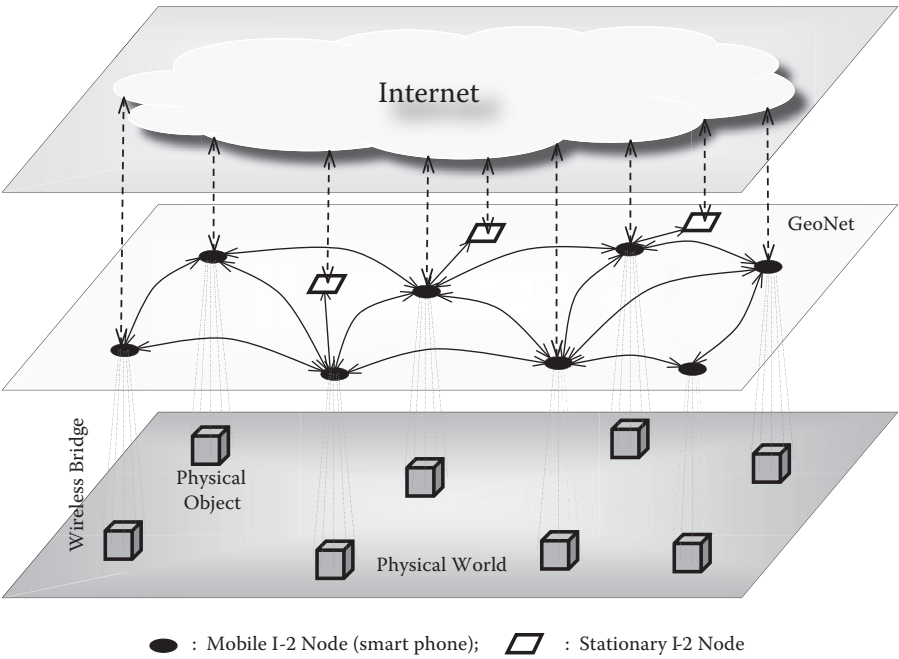 Internet
GeoNet
Wireless Bridge
Physical
Object
Physical World
: Mobile I-2 Node (smart phone);
: Stationary I-2 Node